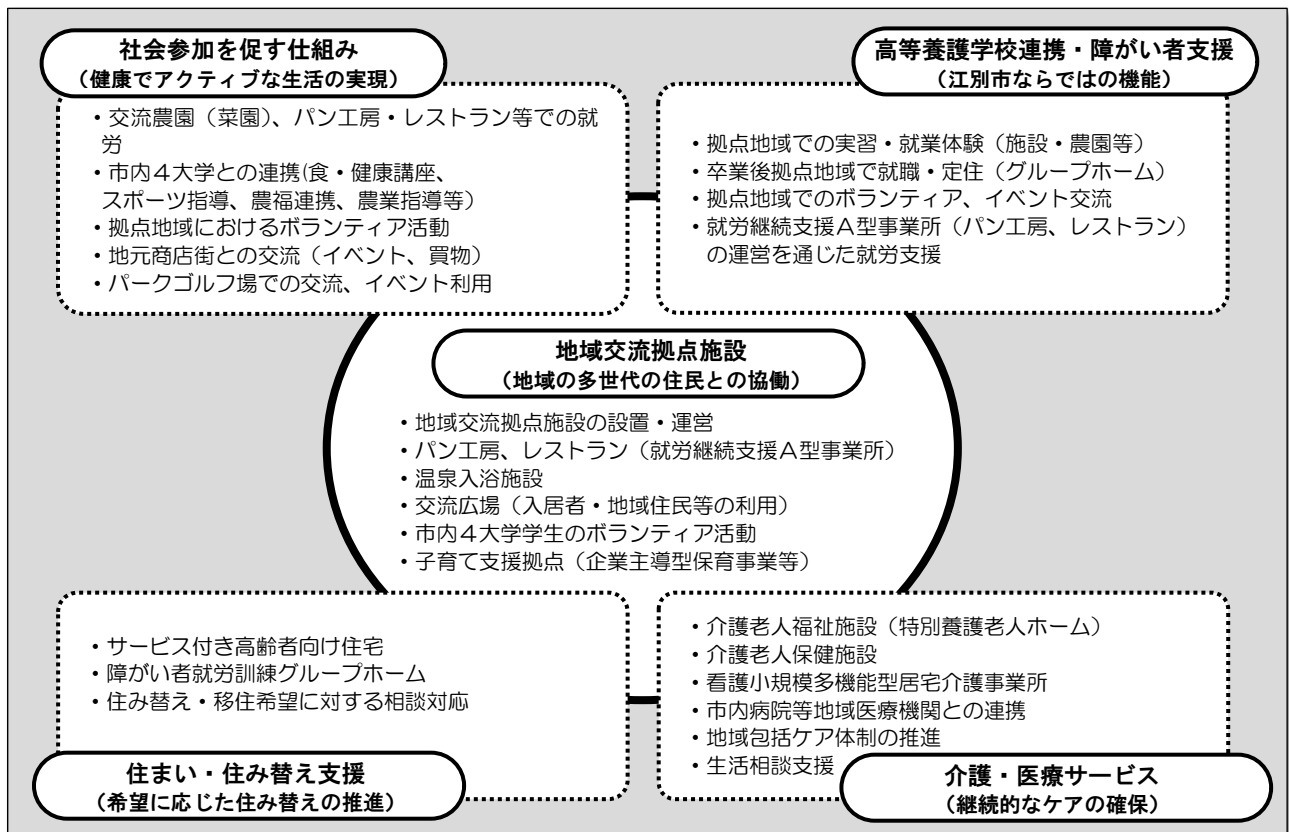 社会参加を促す仕組み
（健康でアクティブな生活の実現）
・交流農園（菜園）、パン工房・レストラン等での就
労
・市内４大学との連携(食・健康講座、
スポーツ指導、農福連携、農業指導等）
・拠点地域におけるボランティア活動
・地元商店街との交流（イベント、買物）
・パークゴルフ場での交流、イベント利用
高等養護学校連携・障がい者支援
（江別市ならではの機能）
・拠点地域での実習・就業体験（施設・農園等）
・卒業後拠点地域で就職・定住（グループホーム）
・拠点地域でのボランティア、イベント交流
・就労継続支援Ａ型事業所（パン工房、レストラン）
の運営を通じた就労支援
地域交流拠点施設
（地域の多世代の住民との協働）
・地域交流拠点施設の設置・運営
・パン工房、レストラン（就労継続支援Ａ型事業所）
・温泉入浴施設
・交流広場（入居者・地域住民等の利用）
・市内４大学学生のボランティア活動
・子育て支援拠点（企業主導型保育事業等）
・サービス付き高齢者向け住宅
・障がい者就労訓練グループホーム
・住み替え・移住希望に対する相談対応
住まい・住み替え支援
（希望に応じた住み替えの推進）
・介護老人福祉施設（特別養護老人ホーム）
・介護老人保健施設
・看護小規模多機能型居宅介護事業所
・市内病院等地域医療機関との連携
・地域包括ケア体制の推進
・生活相談支援
介護・医療サービス
（継続的なケアの確保）